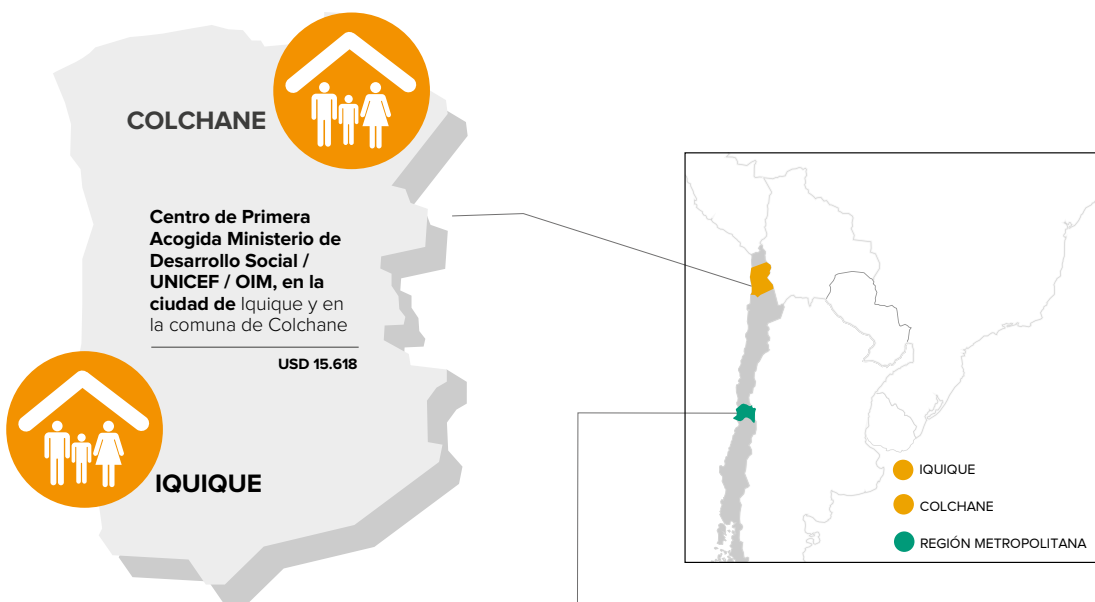 COLCHANE
Centro de Primera
Acogida Ministerio de
Desarrollo Social /
UNICEF / OIM, en la
ciudad de Iquique y en
la comuna de Colchane
USD 15.618
IQUIQUE
IQUIQUE
COLCHANE
REGIÓN METROPOLITANA